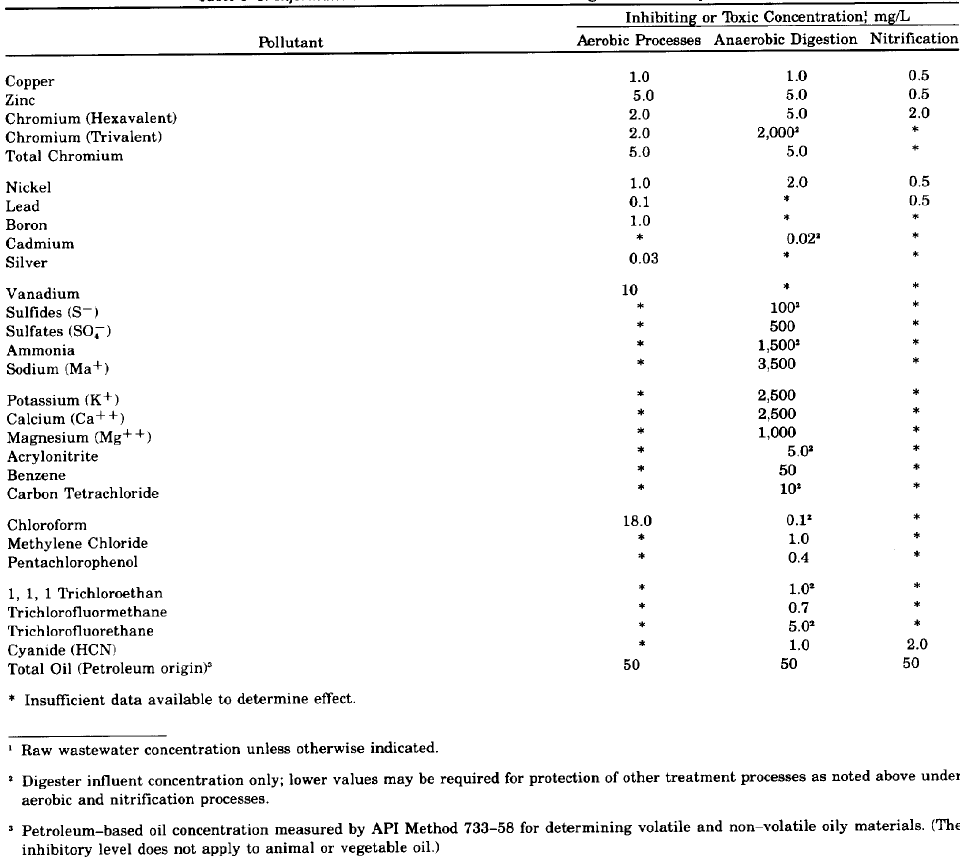 Inhibiting or Toxic Concentration¹ mg/L
Pollutant Aerobic Processes Anaerobic Digestion Nitrification
Copper 1.0 1.0 0.5
Zinc 5.0 5.0 0.5
Chromium (Hexavalent) 2.0 5.0 2.0
Chromium (Trivalent) 2.0 2,000² *
Total Chromium 5.0 5.0 *
Nickel 1.0 2.0 0.5
Lead 0.1 * 0.5
Boron 1.0 * *
Cadmium * 0.02² *
Silver 0.03 * *
Vanadium 10 * *
Sulfides (S⁻) * 100² *
Sulfates (SO₄⁻) * 500 *
Ammonia * 1,500² *
Sodium (Ma⁺) * 3,500 *
Potassium (K⁺) * 2,500 *
Calcium (Ca⁺⁺) * 2,500 *
Magnesium (Mg⁺⁺) * 1,000 *
Acrylonitrite * 5.0² *
Benzene * 50 *
Carbon Tetrachloride * 10² *
Chloroform 18.0 0.1² *
Methylene Chloride * 1.0 *
Pentachlorophenol * 0.4 *
1, 1, 1 Trichloroethan * 1.0² *
Trichlorofluormethane * 0.7 *
Trichlorofluorethane * 5.0² *
Cyanide (HCN) * 1.0 2.0
Total Oil (Petroleum origin)³ 50 50 50
* Insufficient data available to determine effect.
¹ Raw wastewater concentration unless otherwise indicated.
² Digester influent concentration only; lower values may be required for protection of other treatment processes as noted above under
aerobic and nitrification processes.
³ Petroleum-based oil concentration measured by API Method 733-58 for determining volatile and non-volatile oily materials. (The
inhibitory level does not apply to animal or vegetable oil.)